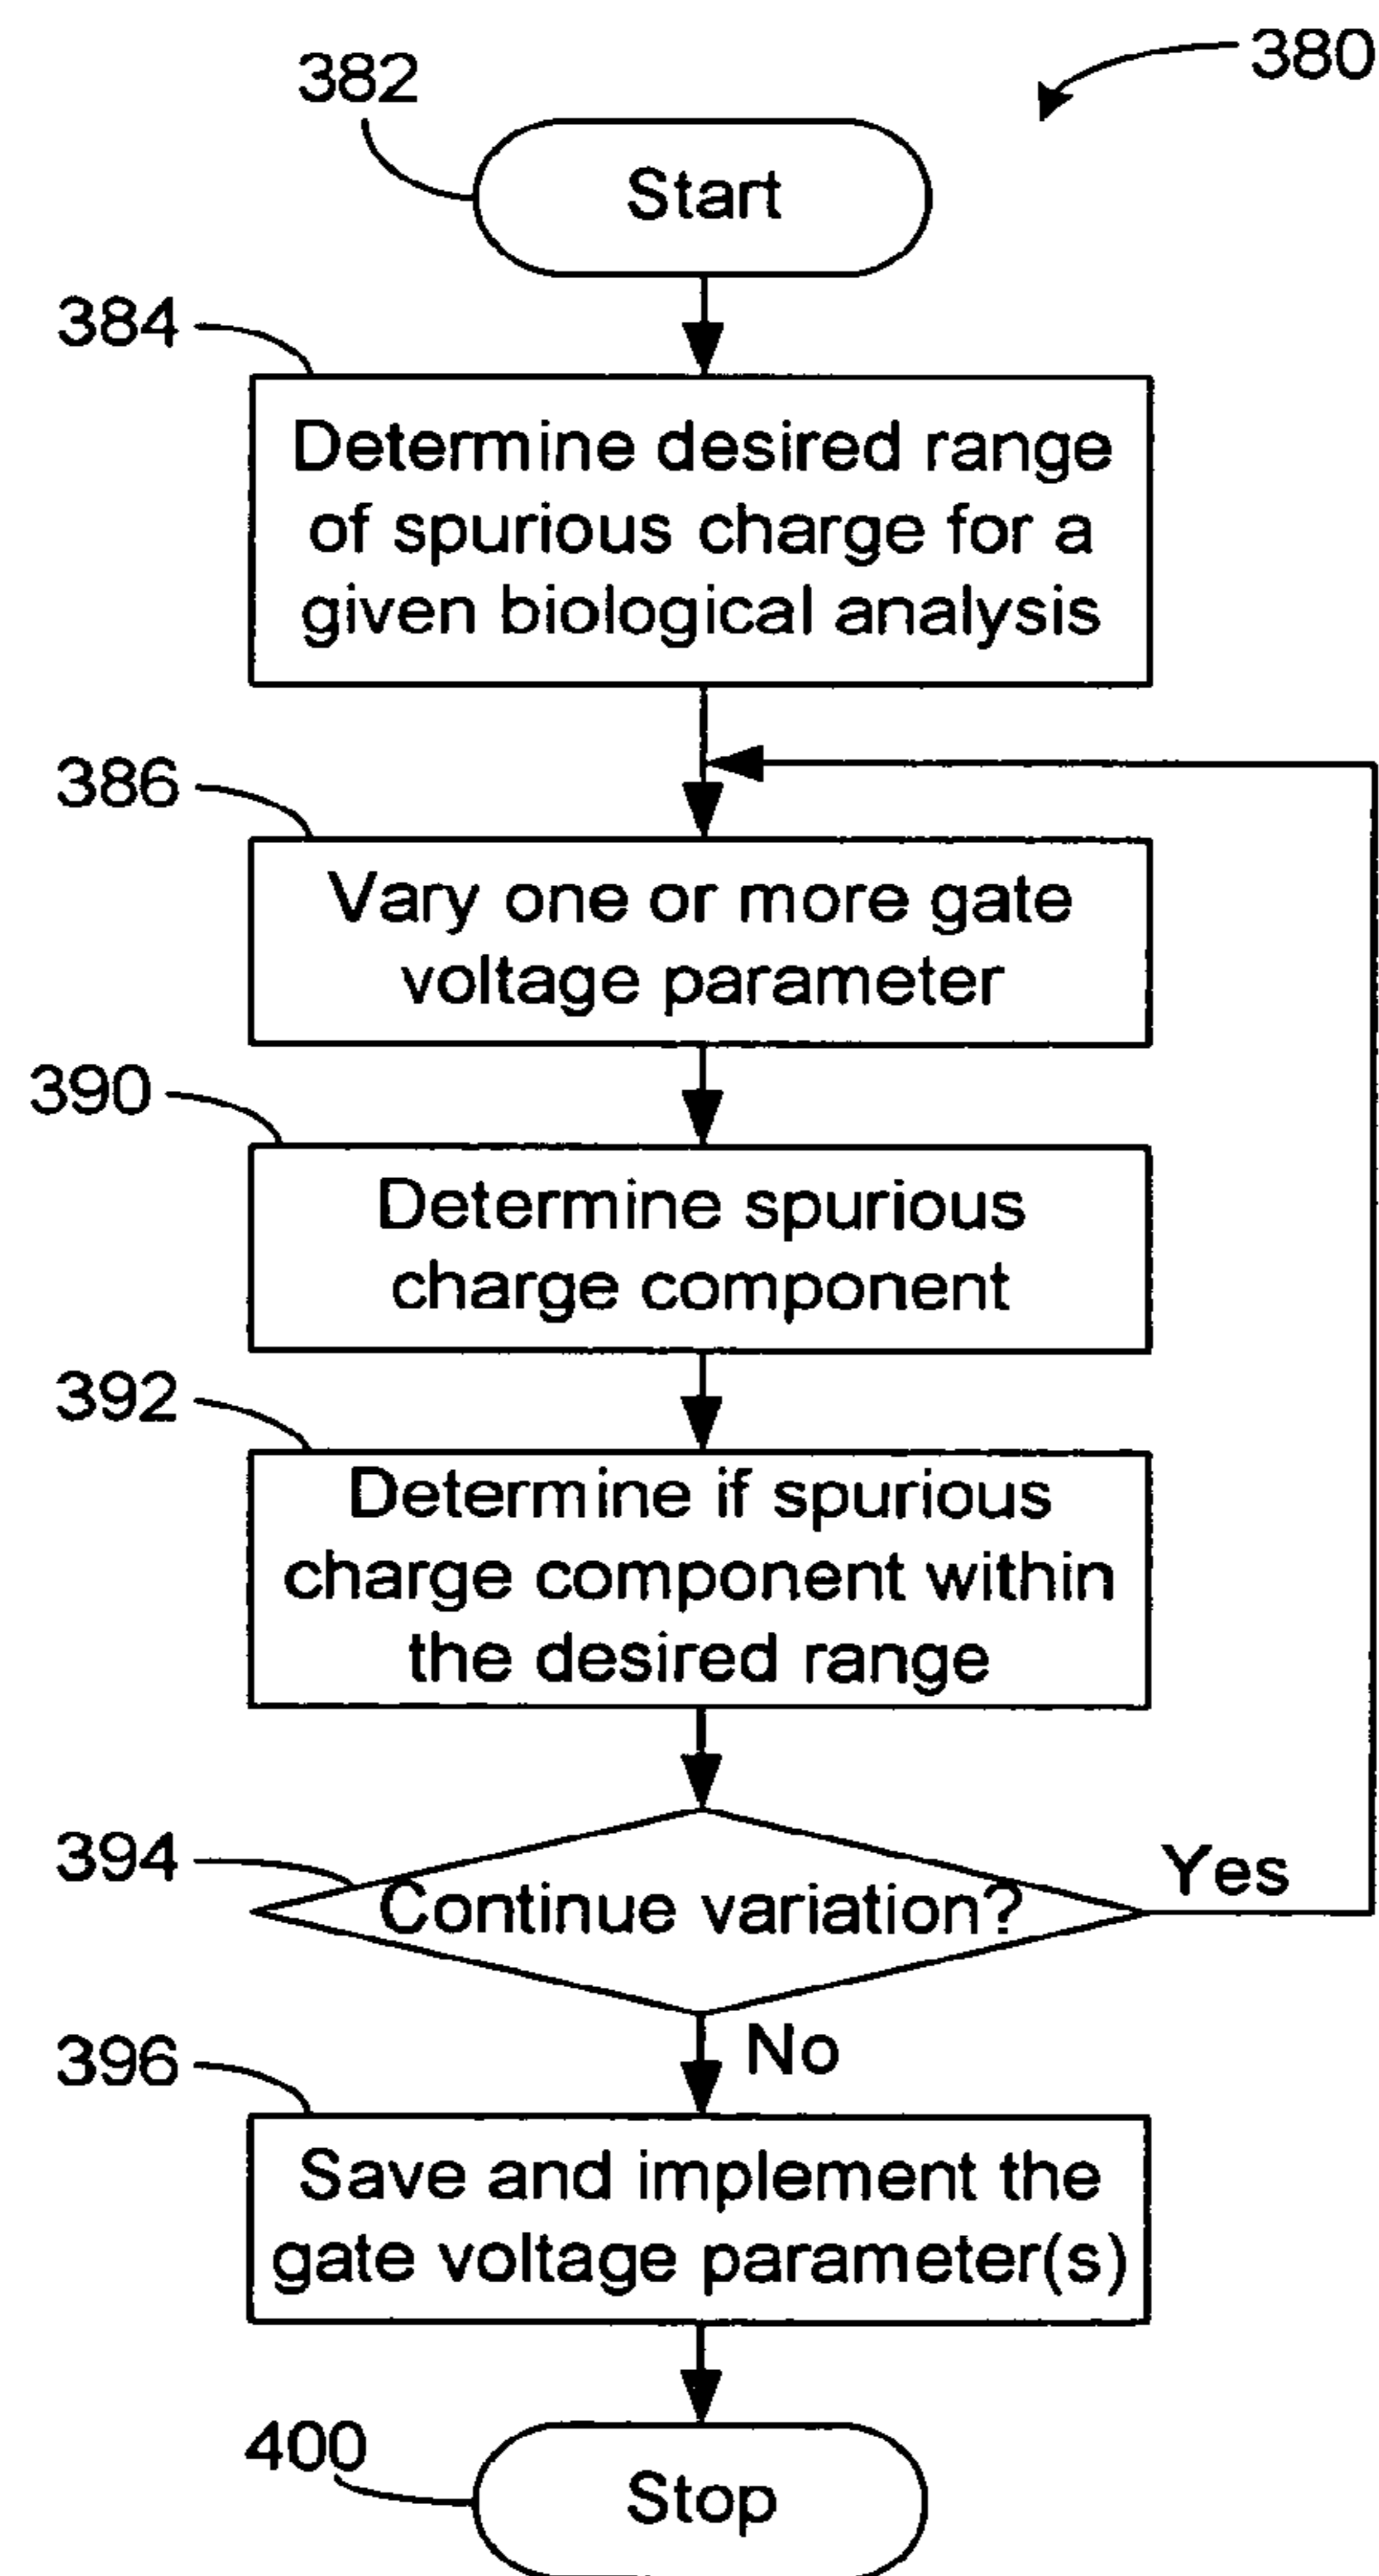 380
382
Start
384
Determine desired range
of spurious charge for a
given biological analysis
386
Vary one or more gate
voltage parameter
390
Determine spurious
charge component
392
Determine if spurious
charge component within
the desired range
394
Continue variation?
Yes
No
396
Save and implement the
gate voltage parameter(s)
400
Stop